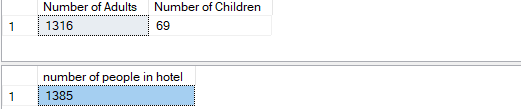 Number of Adults Number of Children
1 1316 69
number of people in hotel
1 1385